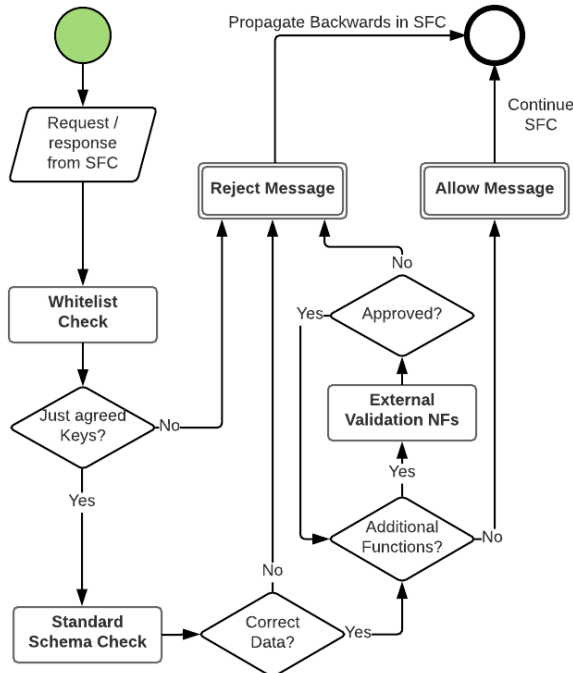 Propagate Backwards in SFC
Request /
response
from SFC
Continue
SFC
Reject Message
Allow Message
Whitelist
Check
No
Yes
Approved?
Just agreed
Keys?
No
External
Validation NFs
Yes
Yes
Additional
Functions?
No
No
Standard
Schema Check
Correct
Data?
Yes